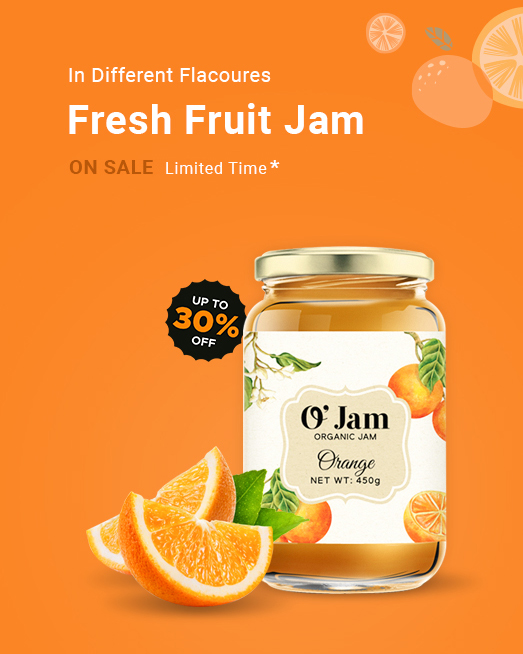 In Different Flacoures
Fresh Fruit Jam
ON SALE Limited Time*
UP TO
30%
OFF
O' Jam
ORGANIC JAM
Orange
NET WT: 450g